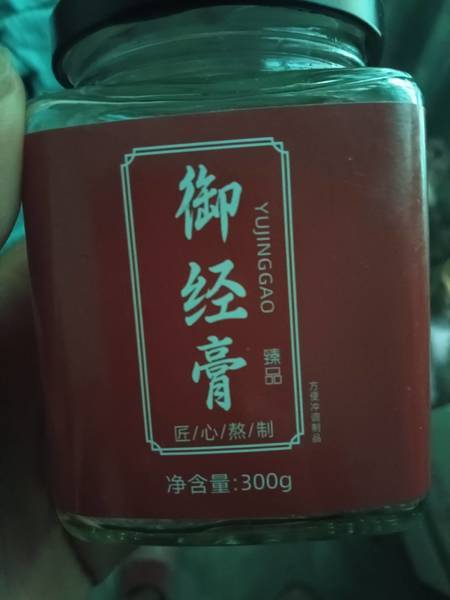 御经膏
YUJINGGAO
臻品
匠/心/熬/制
方便冲调制品
净含量:300g